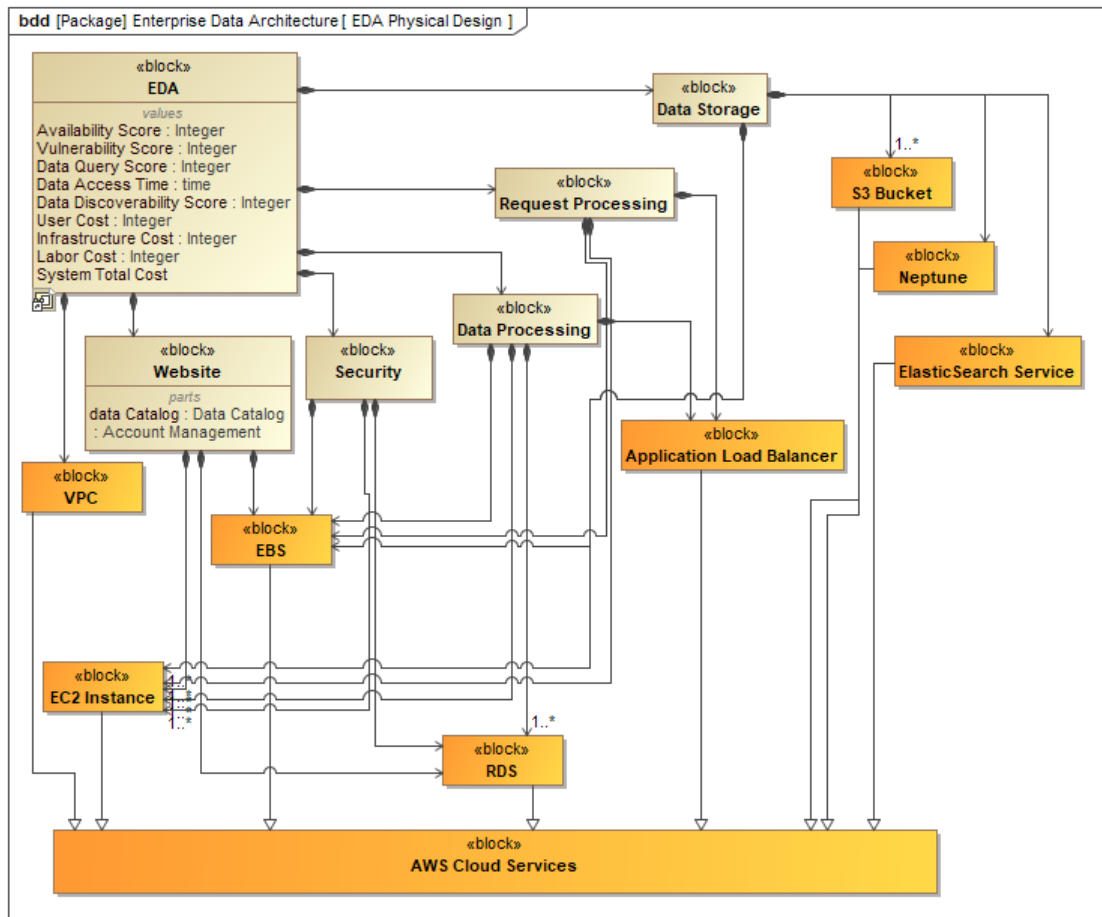 bdd [Package] Enterprise Data Architecture [ EDA Physical Design ]
«block»
EDA
values
Availability Score : Integer
Vulnerability Score : Integer
Data Query Score : Integer
Data Access Time : time
Data Discoverability Score : Integer
User Cost : Integer
Infrastructure Cost : Integer
Labor Cost : Integer
System Total Cost
«block»
Data Storage
1..*
«block»
S3 Bucket
«block»
Request Processing
«block»
Neptune
«block»
Data Processing
«block»
Website
parts
data Catalog : Data Catalog
: Account Management
«block»
Security
«block»
ElasticSearch Service
«block»
Application Load Balancer
«block»
VPC
«block»
EBS
«block»
EC2 Instance
1..*
1..*
1..*
«block»
RDS
«block»
AWS Cloud Services